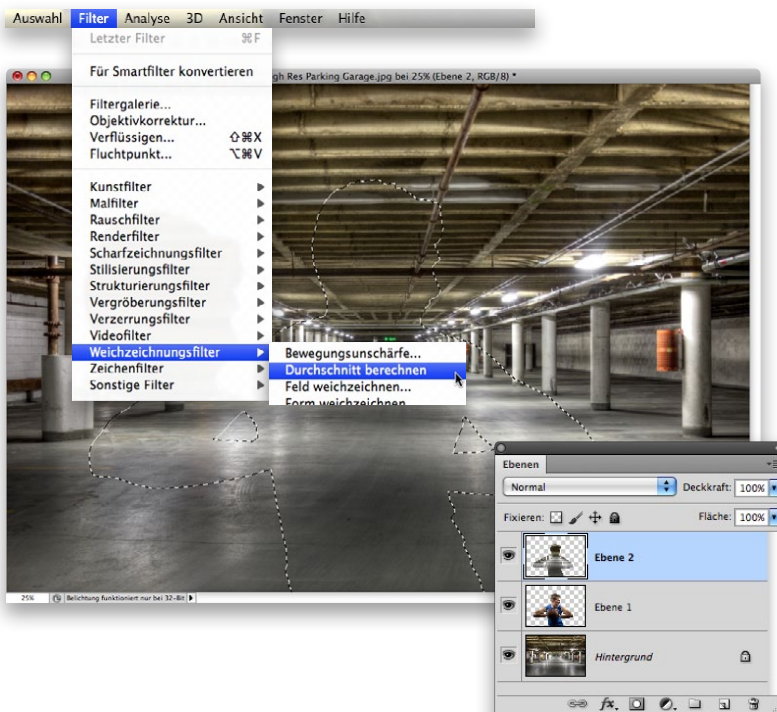 Auswahl Filter Analyse 3D Ansicht Fenster Hilfe
Letzter Filter ⌘F
Für Smartfilter konvertieren
gh Res Parking Garage.jpg bei 25% (Ebene 2, RGB/8) *
Filtergalerie...
Objektivkorrektur...
Verflüssigen... ⇧⌘X
Fluchtpunkt... ⌥⌘V
Kunstfilter
Malfilter
Rauschfilter
Renderfilter
Scharfzeichnungsfilter
Stilisierungsfilter
Strukturierungsfilter
Vergröberungsfilter
Verzerrungsfilter
Videofilter
Weichzeichnungsfilter
Zeichenfilter
Sonstige Filter
Bewegungsunschärfe...
Durchschnitt berechnen
Feld weichzeichnen...
Form weichzeichnen
25% Belichtung funktioniert nur bei 32-Bit
Ebenen
Normal Deckkraft: 100%
Fixieren: Fläche: 100%
Ebene 2
Ebene 1
Hintergrund
fx.